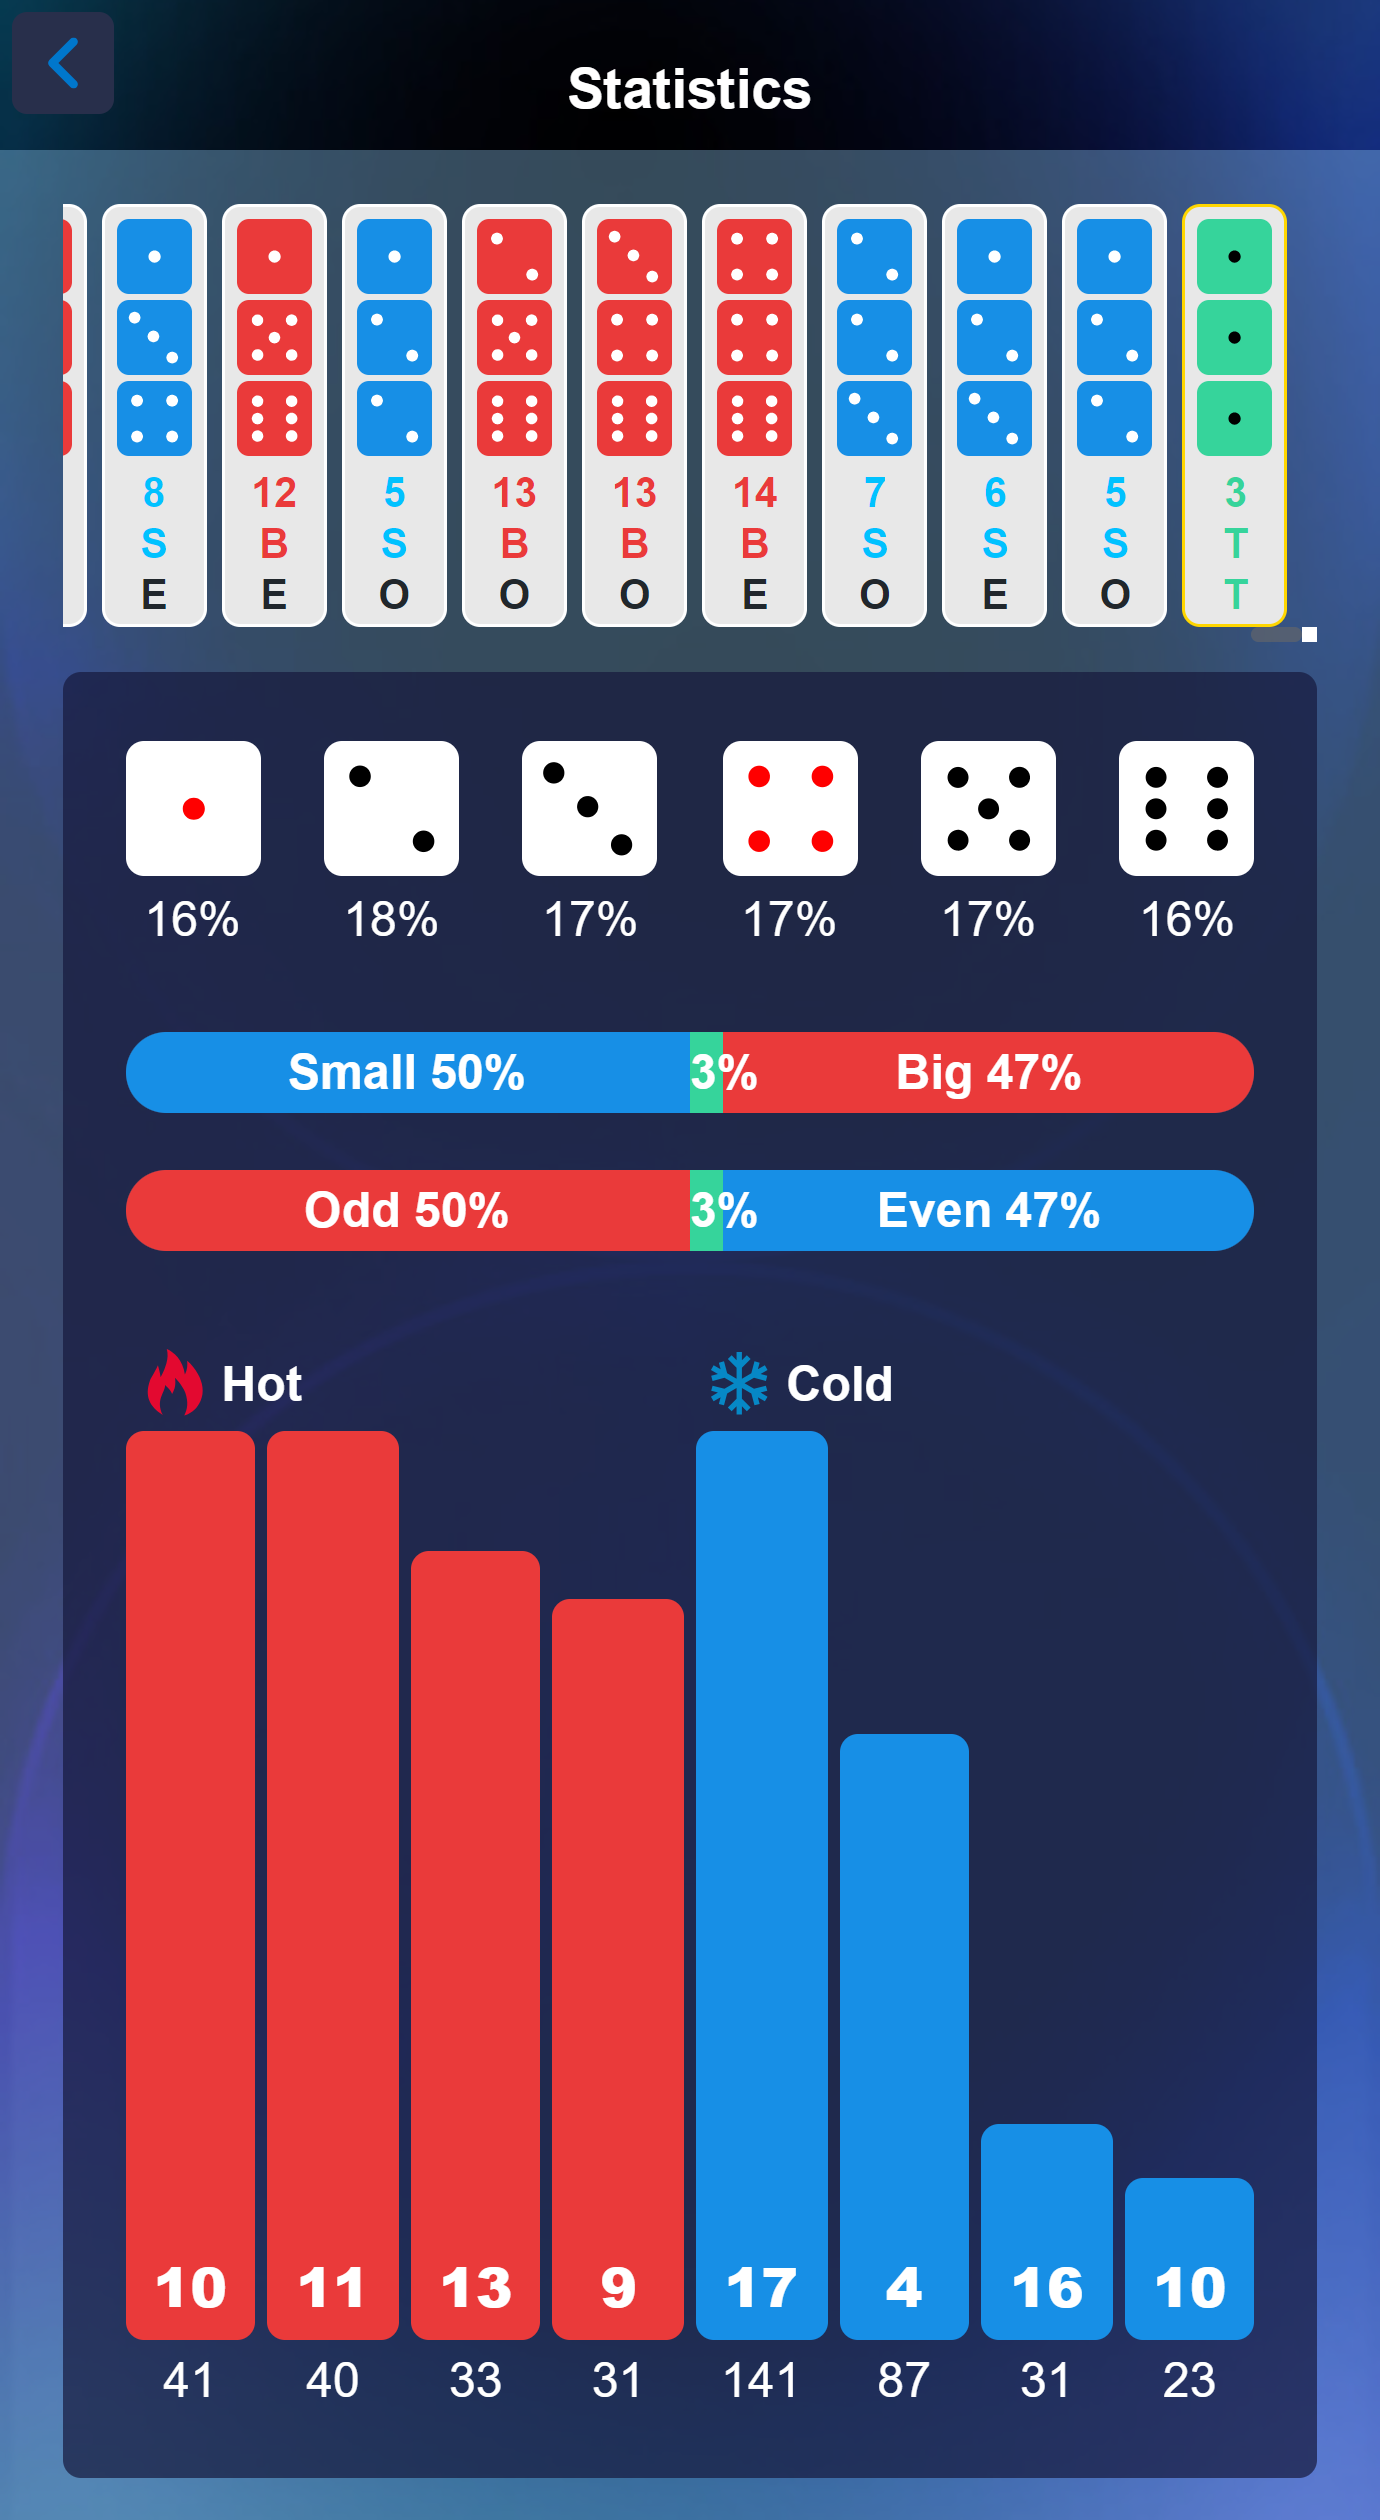 Statistics
8 12 5 13 13 14 7 6 5 3
S B S B B B S S S T
E E O O O E O E O T
16% 18% 17% 17% 17% 16%
Small 50% 3% Big 47%
Odd 50% 3% Even 47%
Hot Cold
10 11 13 9 17 4 16 10
41 40 33 31 141 87 31 23